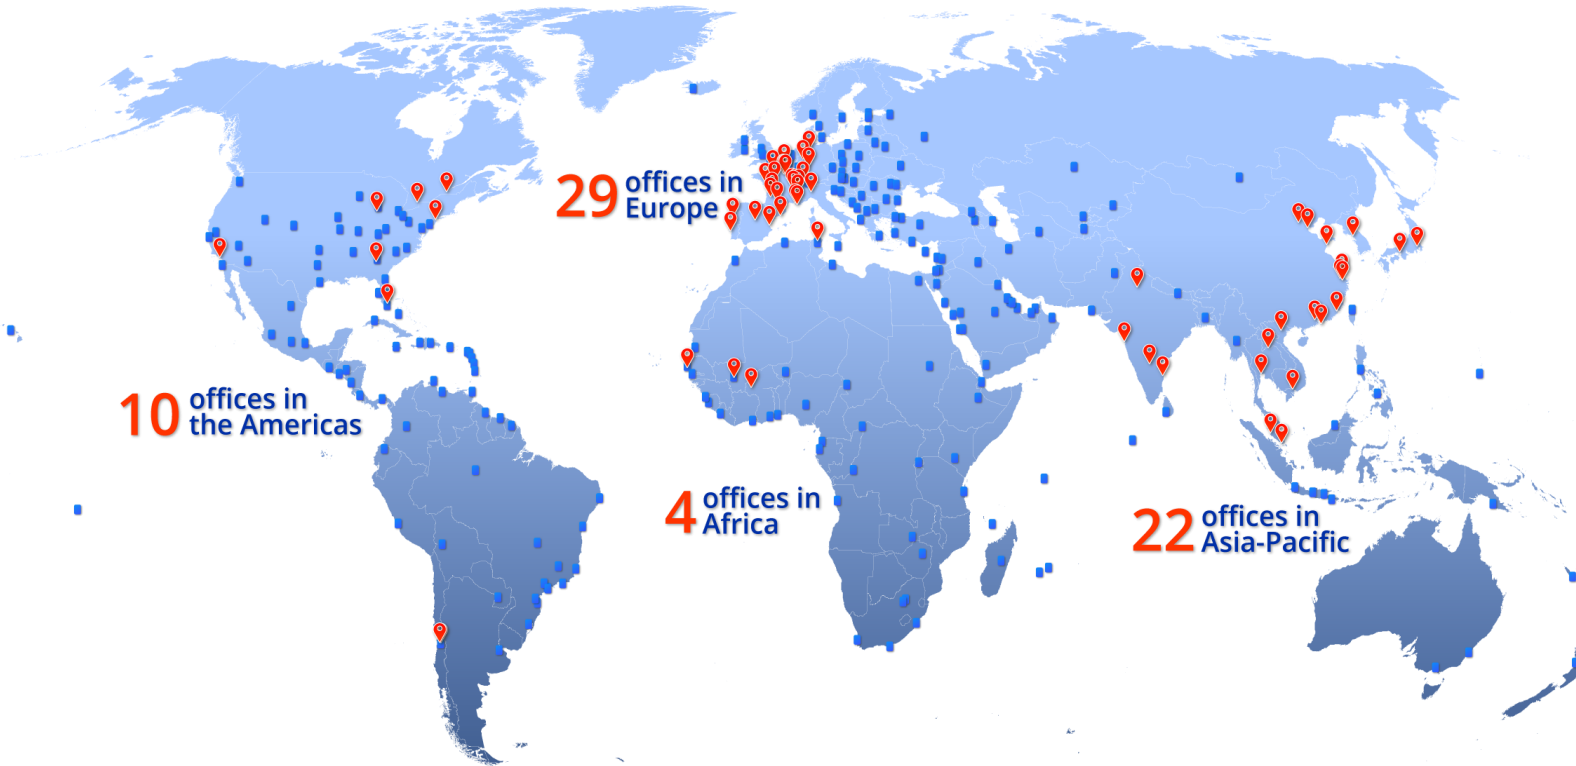 29 offices in
Europe
10 offices in
the Americas
4 offices in
Africa
22 offices in
Asia-Pacific